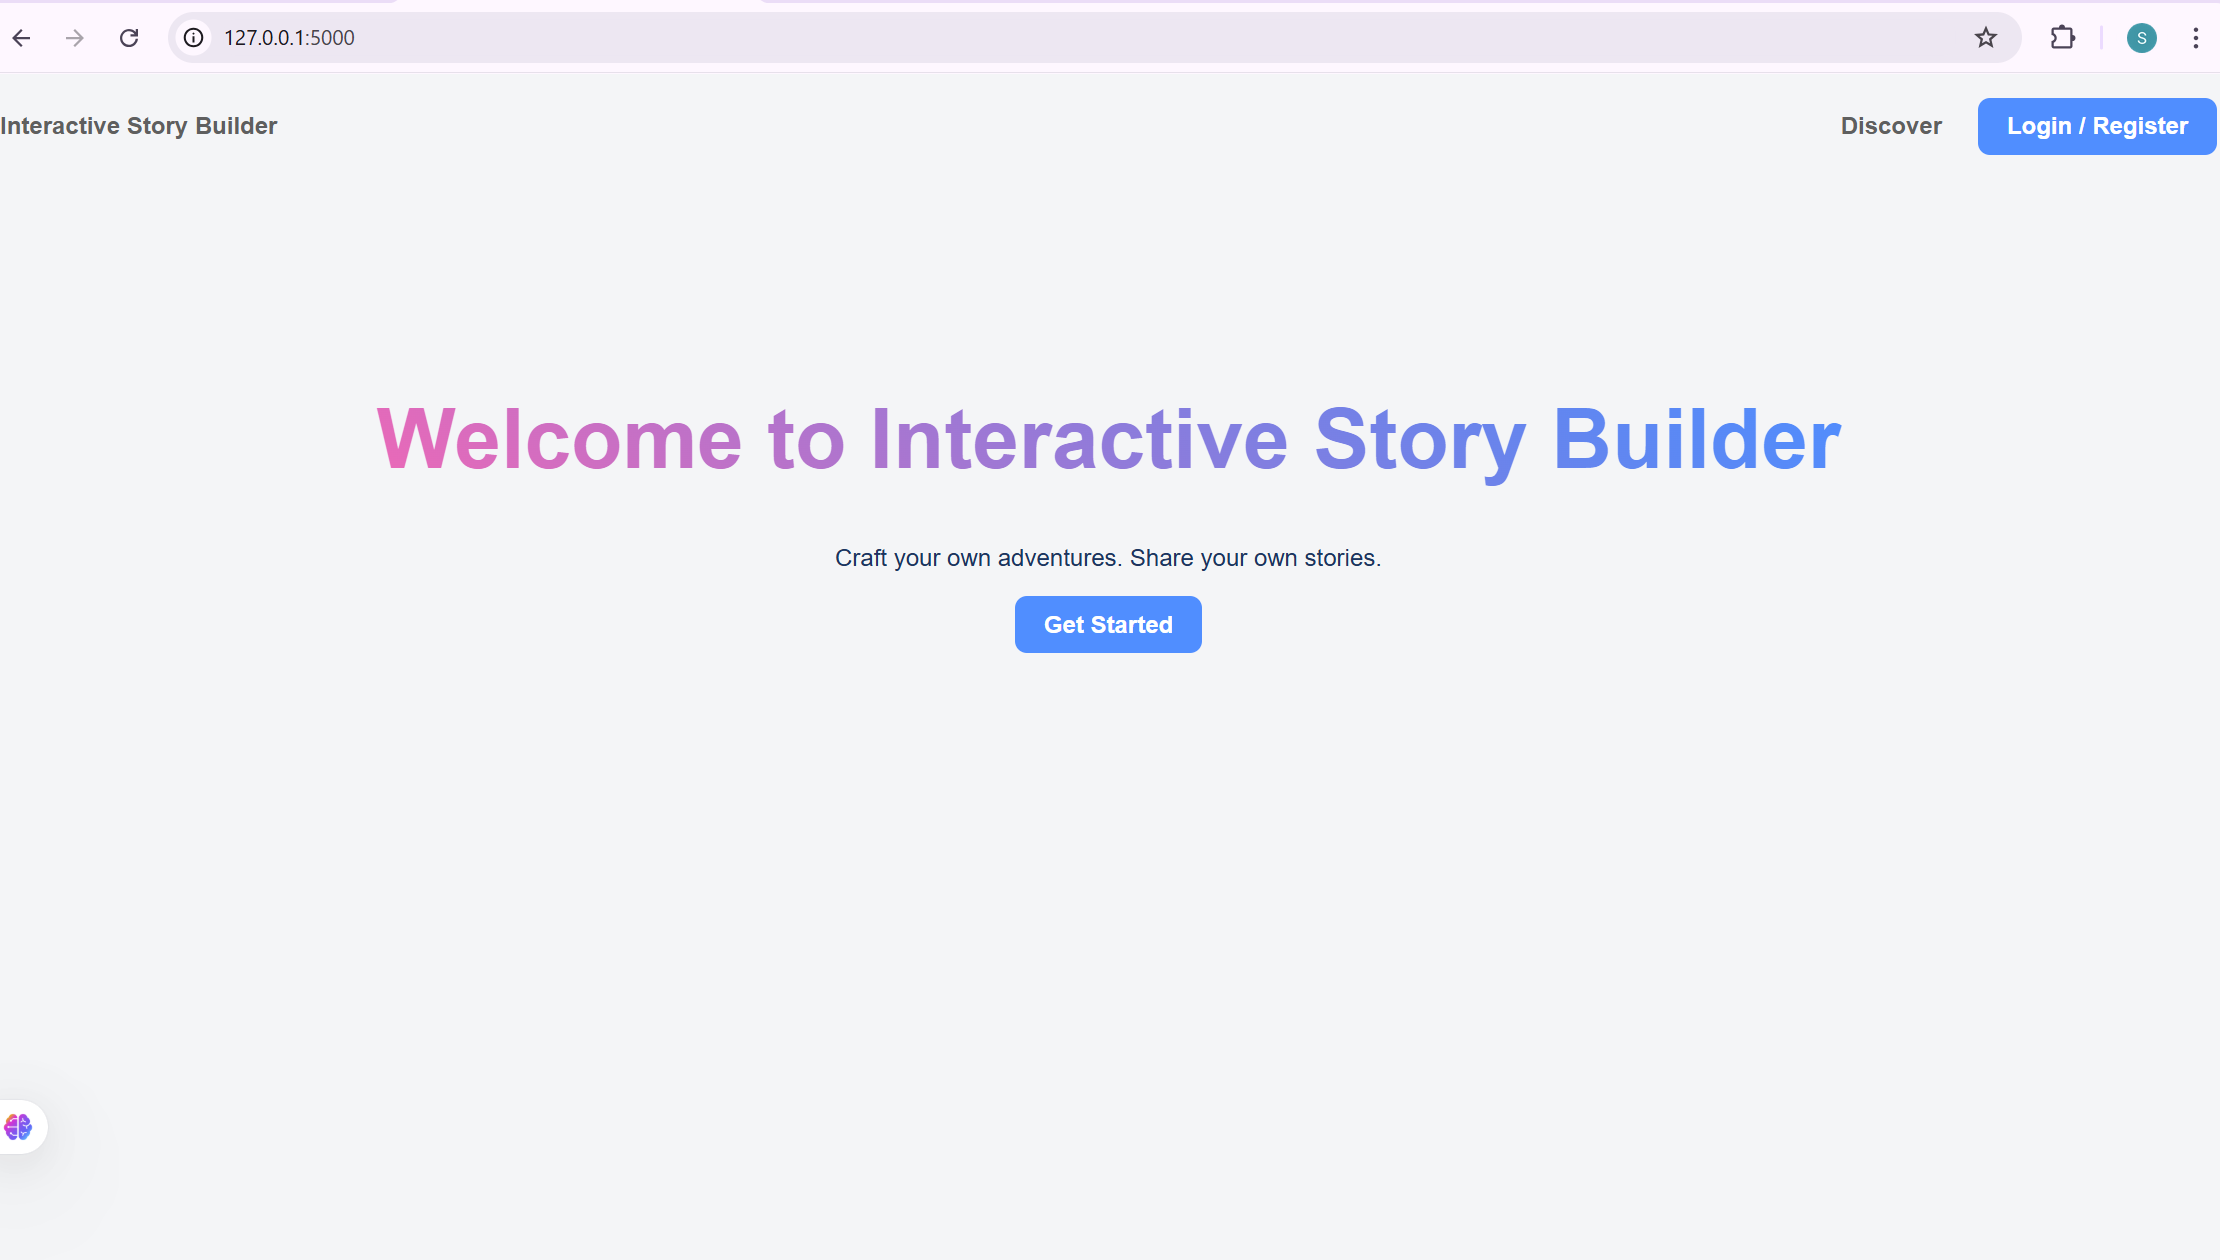 127.0.0.1:5000
S
Interactive Story Builder
Discover
Login / Register
Welcome to Interactive Story Builder
Craft your own adventures. Share your own stories.
Get Started